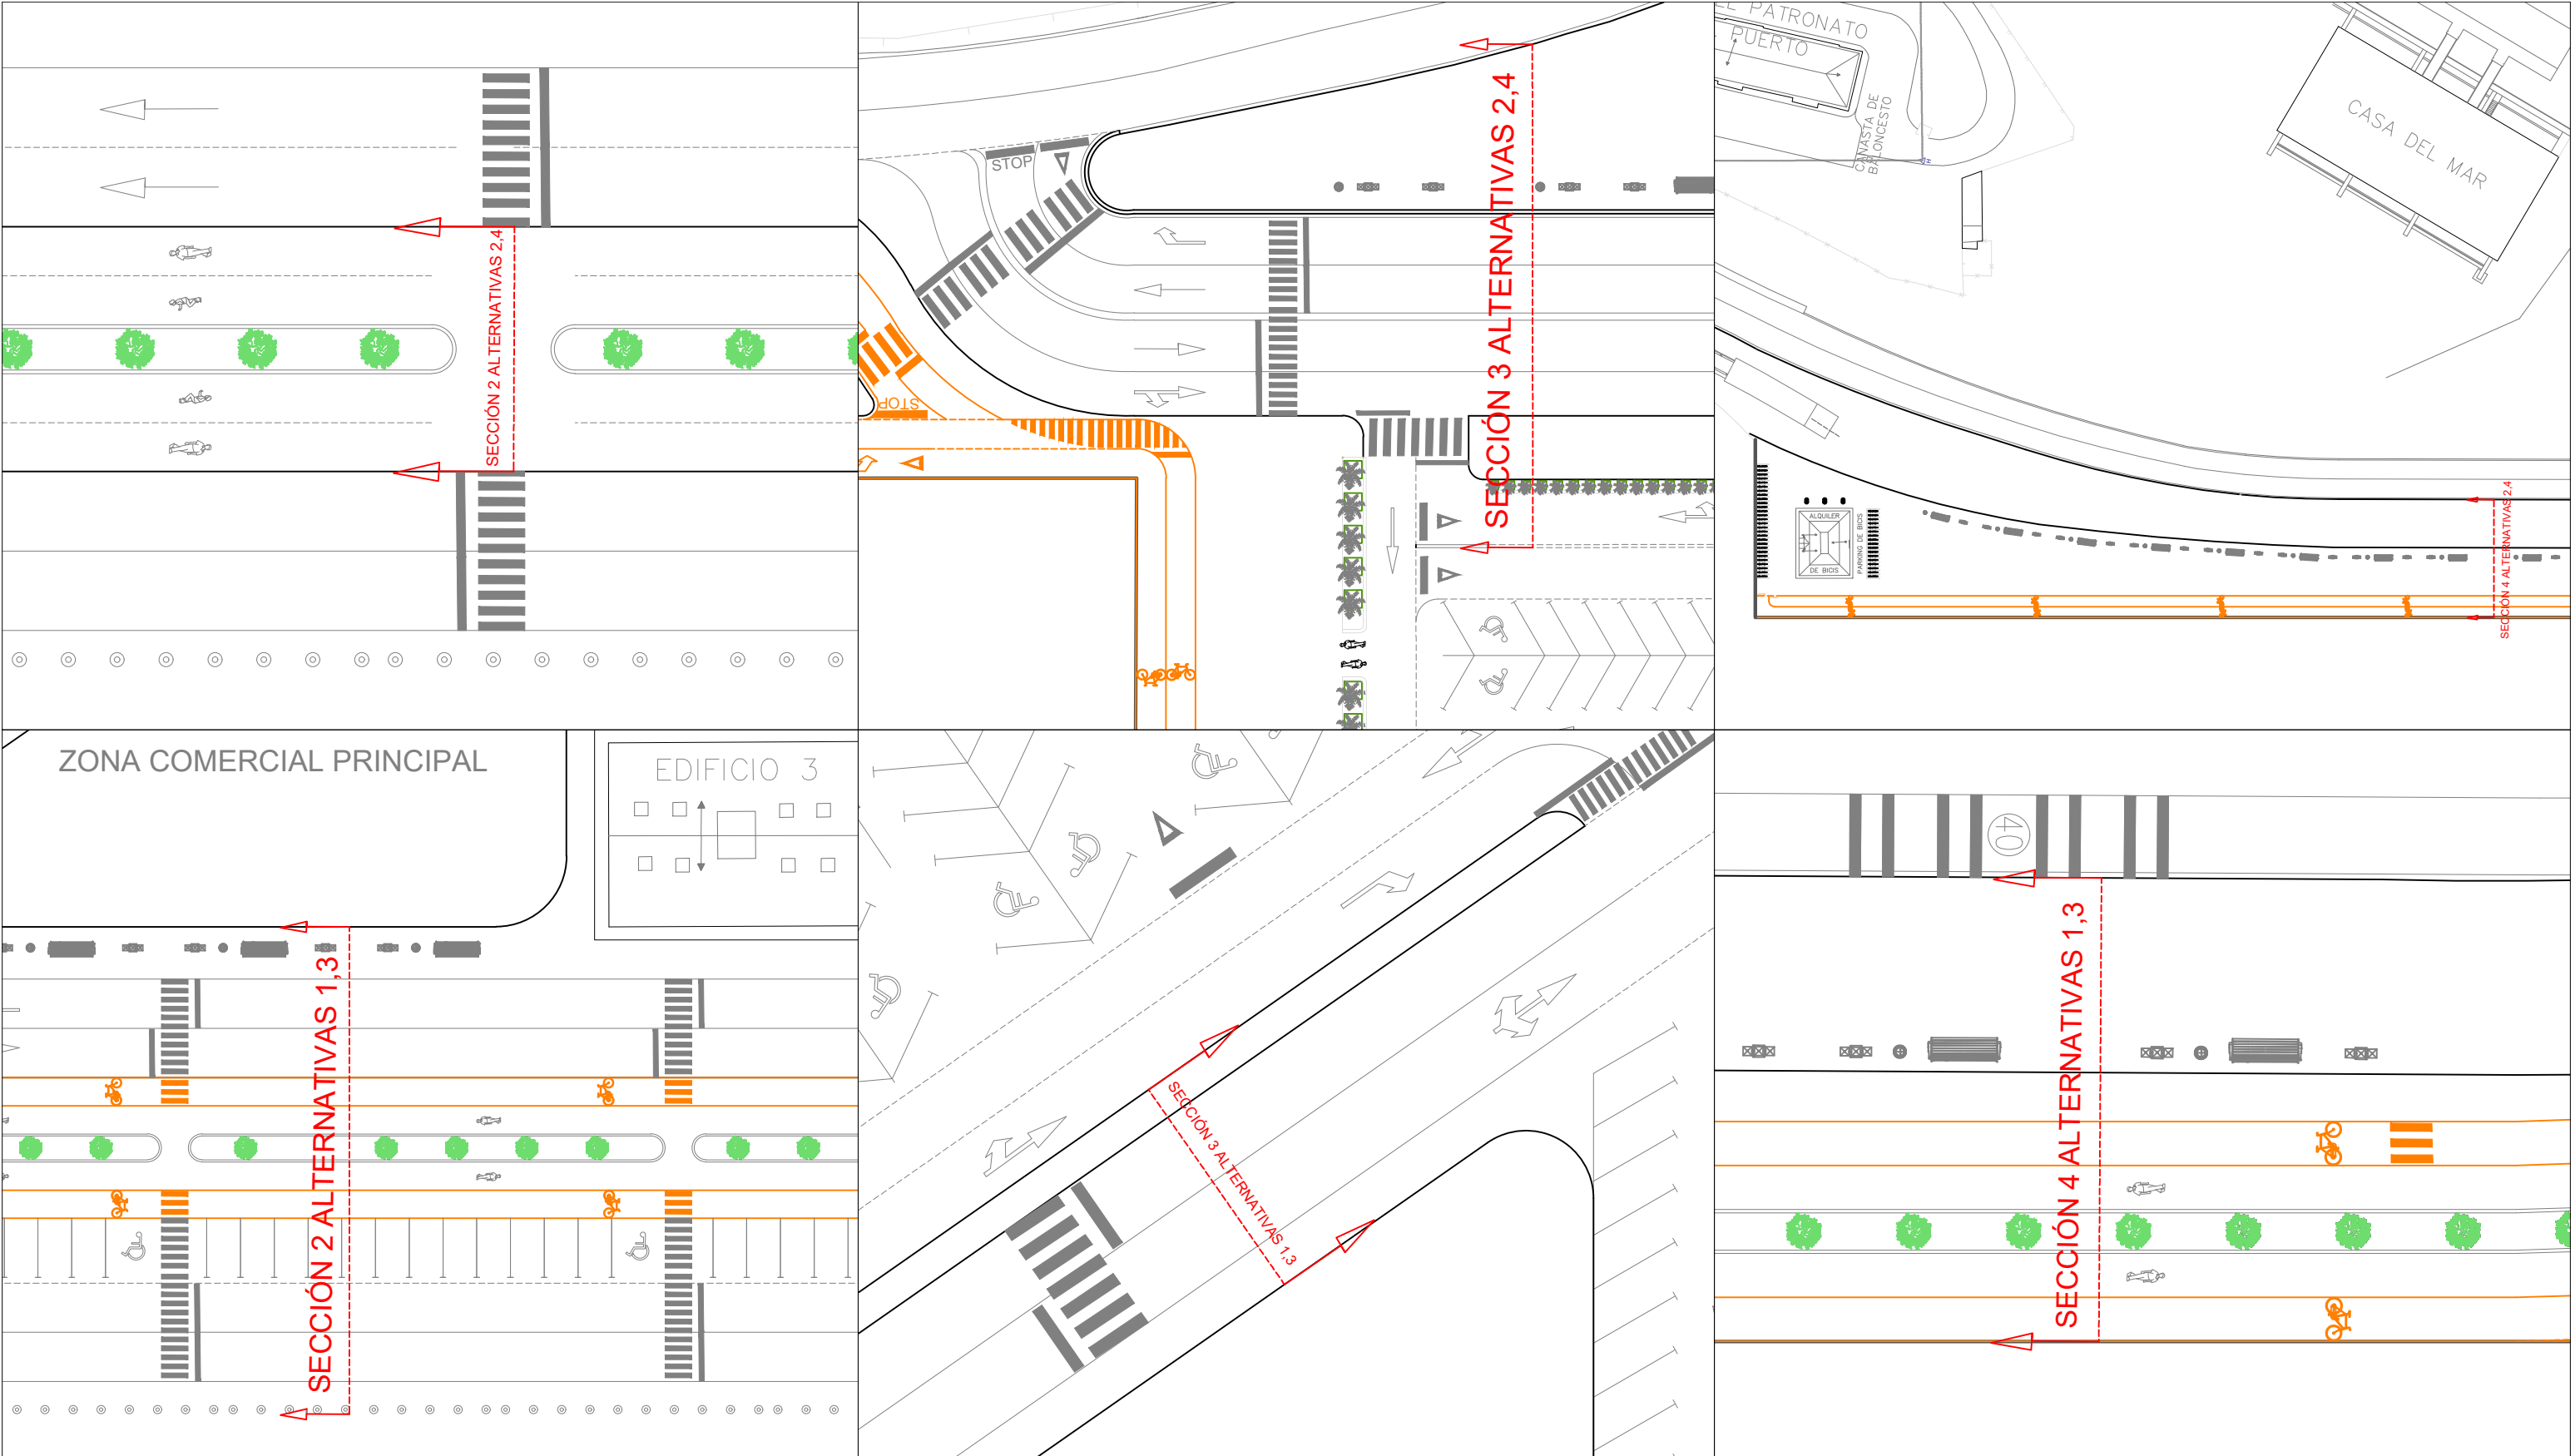 SECCIÓN 2 ALTERNATIVAS 2,4
STOP
STOP
SECCIÓN 3 ALTERNATIVAS 2,4
EL PATRONATO
PUERTO
CANASTA DE
BALONCESTO
CASA DEL MAR
ALQUILER
DE BICIS
PARKING DE BICIS
SECCIÓN 4 ALTERNATIVAS 2,4
ZONA COMERCIAL PRINCIPAL
EDIFICIO 3
SECCIÓN 2 ALTERNATIVAS 1,3
SECCIÓN 3 ALTERNATIVAS 1,3
40
SECCIÓN 4 ALTERNATIVAS 1,3